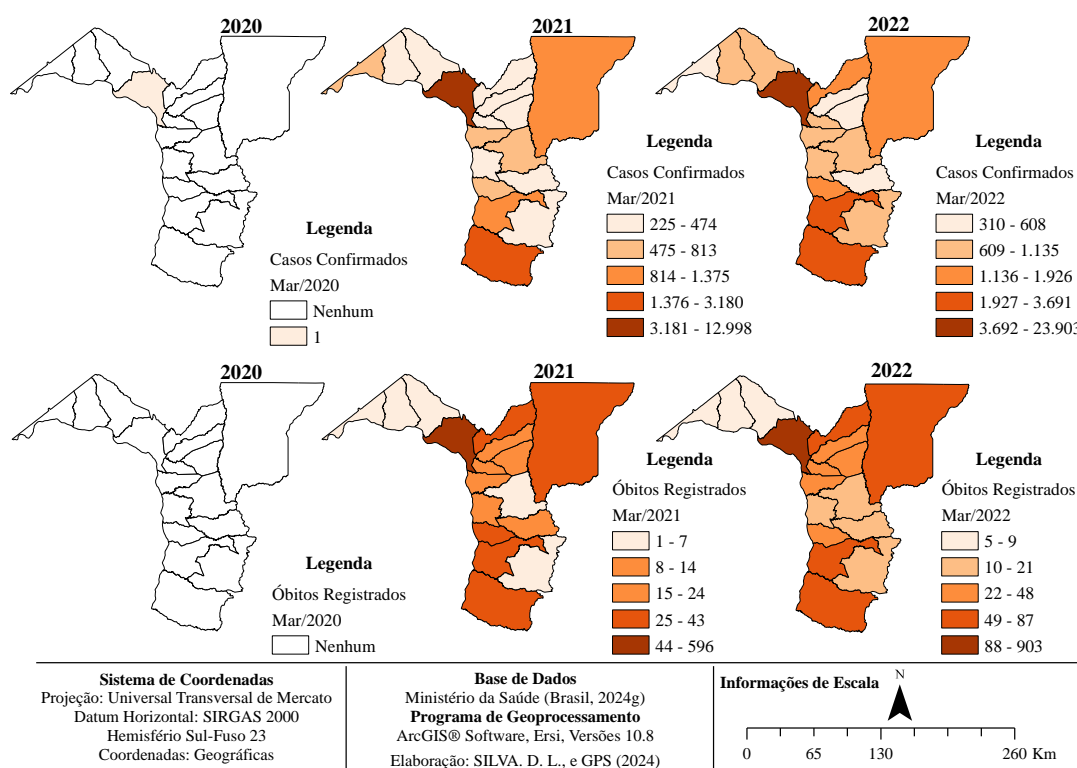 2020
Legenda
Casos Confirmados
Mar/2020
Nenhum
1
2021
Legenda
Casos Confirmados
Mar/2021
225 - 474
475 - 813
814 - 1.375
1.376 - 3.180
3.181 - 12.998
2022
Legenda
Casos Confirmados
Mar/2022
310 - 608
609 - 1.135
1.136 - 1.926
1.927 - 3.691
3.692 - 23.903
2020
Legenda
Óbitos Registrados
Mar/2020
Nenhum
2021
Legenda
Óbitos Registrados
Mar/2021
1 - 7
8 - 14
15 - 24
25 - 43
44 - 596
2022
Legenda
Óbitos Registrados
Mar/2022
5 - 9
10 - 21
22 - 48
49 - 87
88 - 903
Sistema de Coordenadas
Projeção: Universal Transversal de Mercato
Datum Horizontal: SIRGAS 2000
Hemisfério Sul-Fuso 23
Coordenadas: Geográficas
Base de Dados
Ministério da Saúde (Brasil, 2024g)
Programa de Geoprocessamento
ArcGIS® Software, Ersi, Versões 10.8
Elaboração: SILVA. D. L., e GPS (2024)
Informações de Escala
N
0 65 130 260 Km